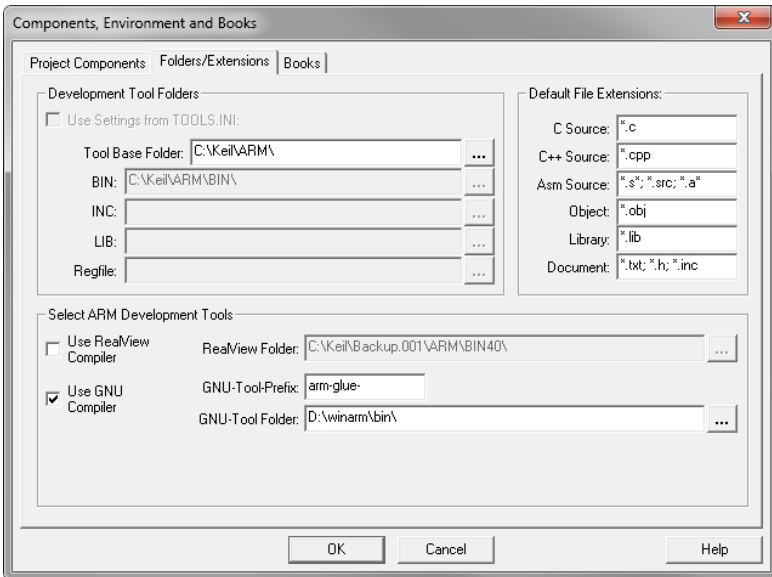 Components, Environment and Books
Project Components Folders/Extensions Books
Development Tool Folders
Use Settings from TOOLS.INI:
Tool Base Folder: C:\Keil\ARM\ ...
BIN: C:\Keil\ARM\BIN\ ...
INC: ...
LIB: ...
Regfile: ...
Default File Extensions:
C Source: *.c
C++ Source: *.cpp
Asm Source: *.s*; *.src; *.a*
Object: *.obj
Library: *.lib
Document: *.txt; *.h; *.inc
Select ARM Development Tools
Use RealView
Compiler
RealView Folder: C:\Keil\Backup.001\ARM\BIN40\ ...
Use GNU
Compiler
GNU-Tool-Prefix: arm-glue-
GNU-Tool Folder: D:\winarm\bin\ ...
OK Cancel Help